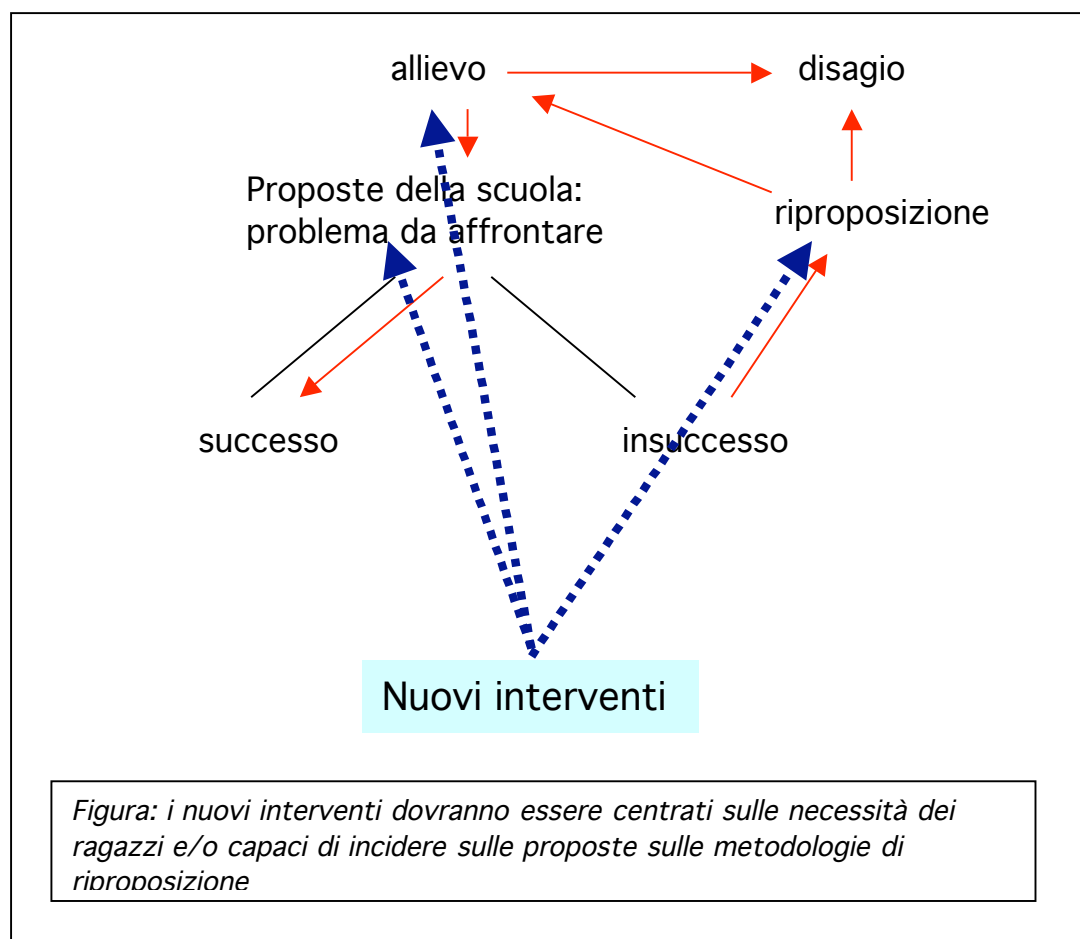 allievo
disagio
Proposte della scuola:
problema da affrontare
riproposizione
successo
insuccesso
Nuovi interventi
Figura: i nuovi interventi dovranno essere centrati sulle necessità dei
ragazzi e/o capaci di incidere sulle proposte sulle metodologie di
riproposizione